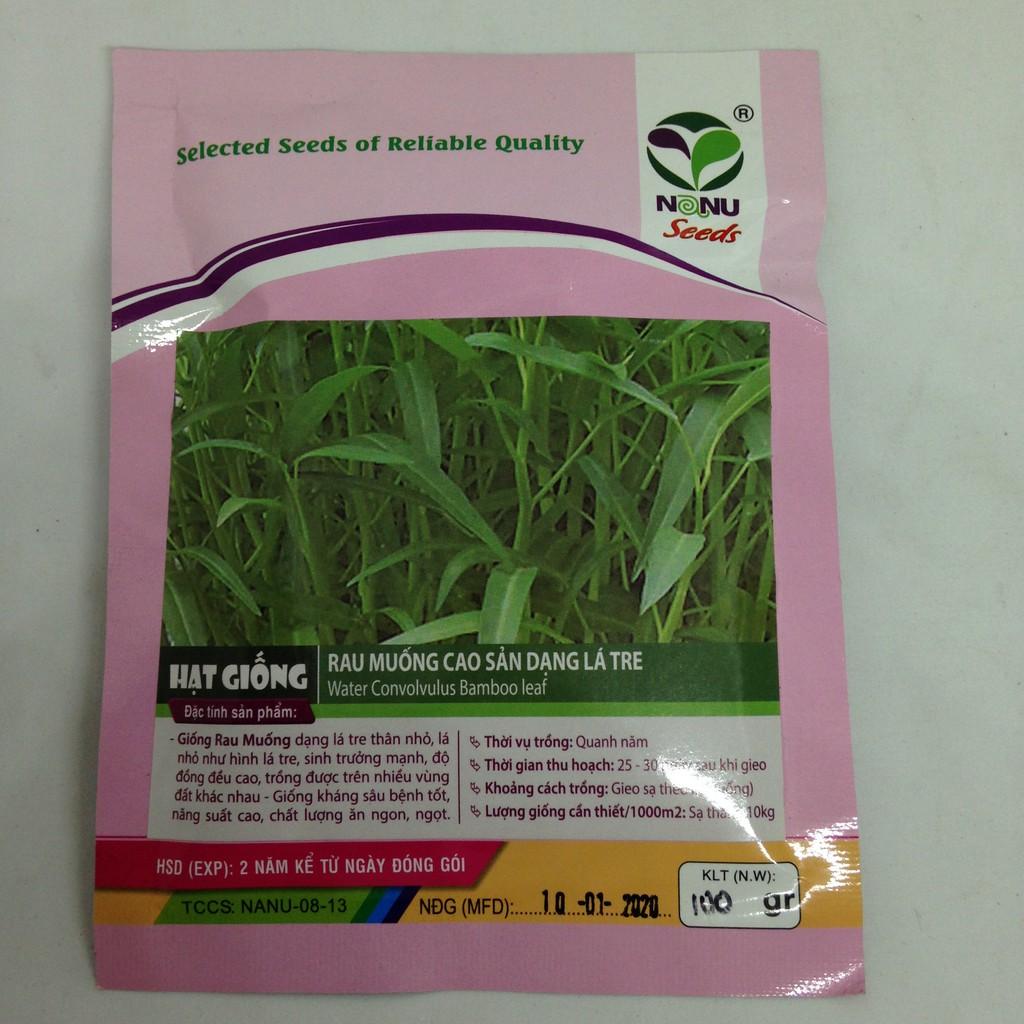 Selected Seeds of Reliable Quality
®
NANU
Seeds
HẠT GIỐNG
RAU MUỐNG CAO SẢN DẠNG LÁ TRE
Water Convolvulus Bamboo leaf
Đặc tính sản phẩm:
- Giống Rau Muống dạng lá tre thân nhỏ, lá
nhỏ như hình lá tre, sinh trưởng mạnh, độ
đồng đều cao, trồng được trên nhiều vùng
đất khác nhau - Giống kháng sâu bệnh tốt,
năng suất cao, chất lượng ăn ngon, ngọt.
Thời vụ trồng: Quanh năm
Thời gian thu hoạch: 25 - 30 sau khi gieo
Khoảng cách trồng: Gieo sạ
Lượng giống cần thiết/1000m2: Sạ 10kg
HSD (EXP): 2 NĂM KỂ TỪ NGÀY ĐÓNG GÓI
TCCS: NANU-08-13
NĐG (MFD):...... 10 -01- 2020...
KLT (N.W):
100 gr